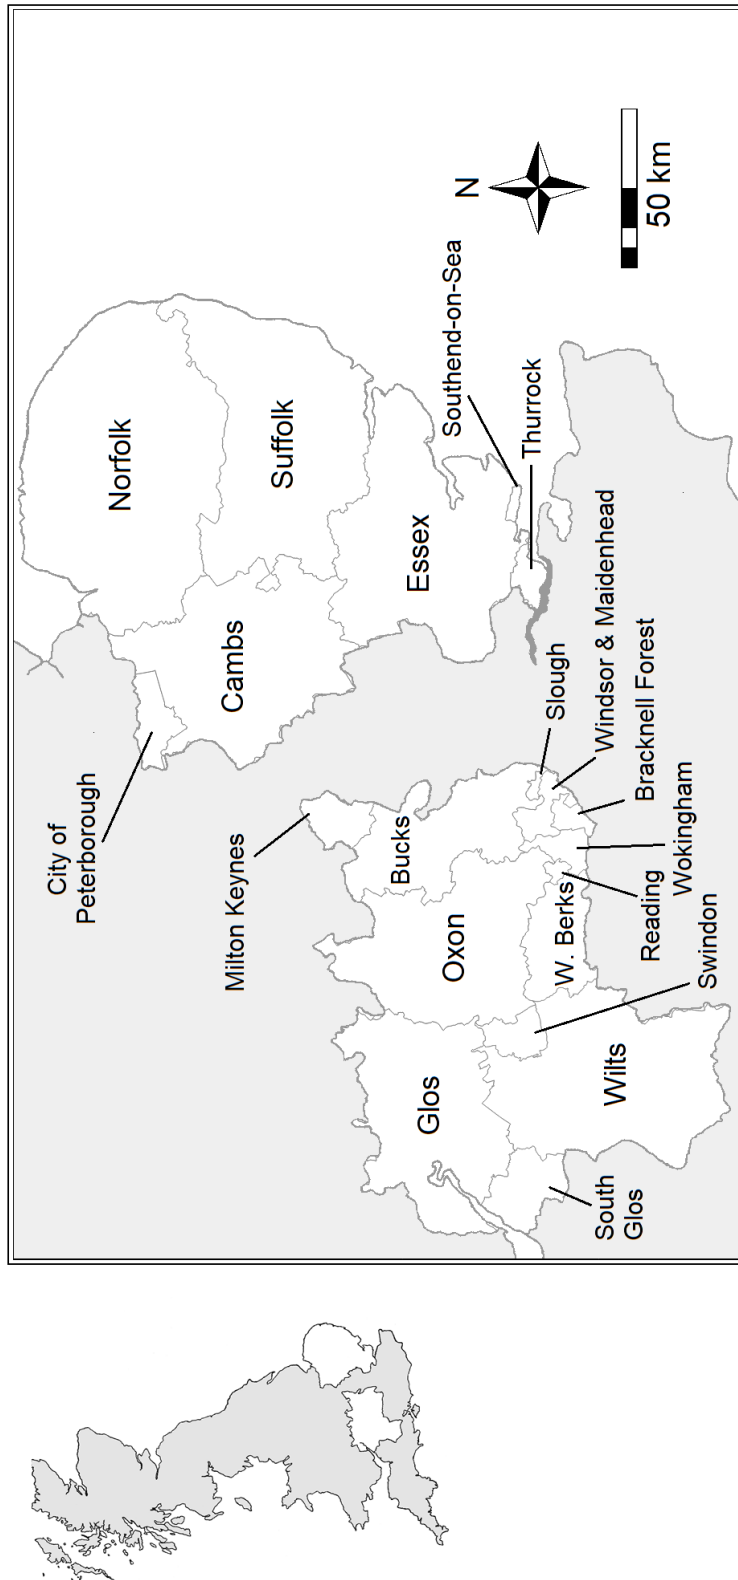 City of
Peterborough
Norfolk
Cambs
Suffolk
Milton Keynes
Bucks
Essex
Southend-on-Sea
Thurrock
N
50 km
Glos
Oxon
W. Berks
Slough
Windsor & Maidenhead
Bracknell Forest
Wokingham
Reading
Swindon
Wilts
South
Glos